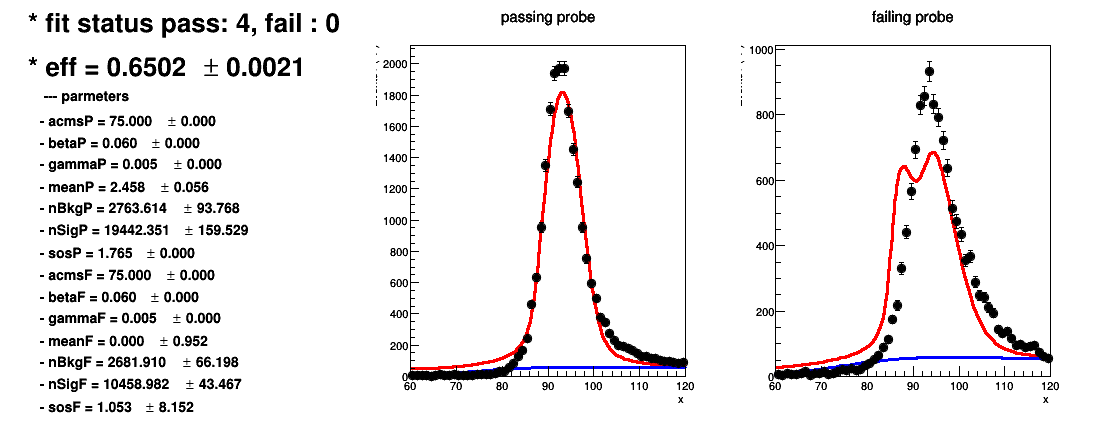 * fit status pass: 4, fail : 0
* eff = 0.6502 ± 0.0021
--- parmeters
- acmsP = 75.000 ± 0.000
- betaP = 0.060 ± 0.000
- gammaP = 0.005 ± 0.000
- meanP = 2.458 ± 0.056
- nBkgP = 2763.614 ± 93.768
- nSigP = 19442.351 ± 159.529
- sosP = 1.765 ± 0.000
- acmsF = 75.000 ± 0.000
- betaF = 0.060 ± 0.000
- gammaF = 0.005 ± 0.000
- meanF = 0.000 ± 0.952
- nBkgF = 2681.910 ± 66.198
- nSigF = 10458.982 ± 43.467
- sosF = 1.053 ± 8.152
passing probe
2000
1800
1600
1400
1200
1000
800
600
400
200
0
60 70 80 90 100 110 120
x
failing probe
1000
800
600
400
200
0
60 70 80 90 100 110 120
x